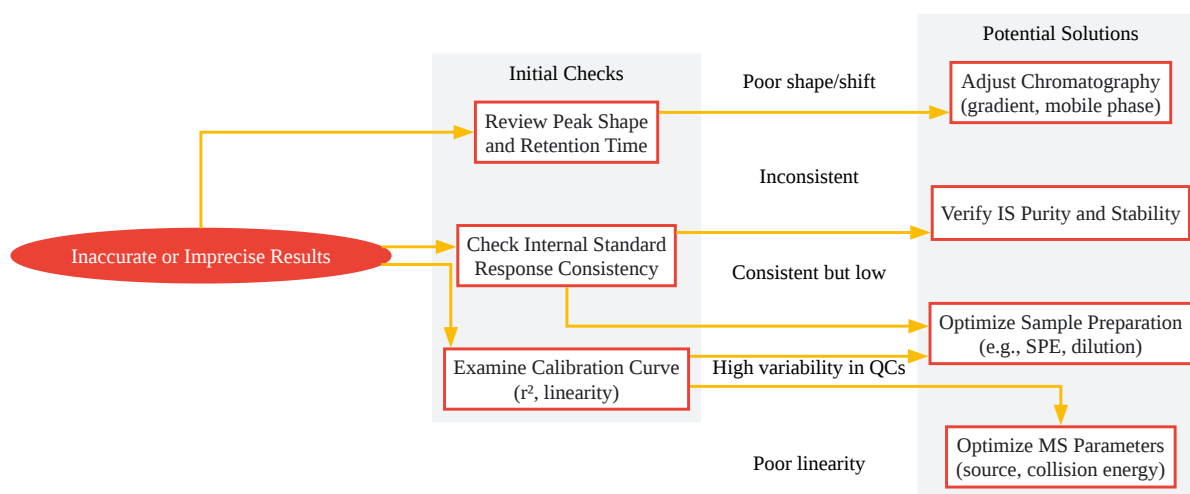 Potential Solutions
Initial Checks
Poor shape/shift
Adjust Chromatography
(gradient, mobile phase)
Review Peak Shape
and Retention Time
Inconsistent
Verify IS Purity and Stability
Inaccurate or Imprecise Results
Check Internal Standard
Response Consistency
Consistent but low
Optimize Sample Preparation
(e.g., SPE, dilution)
Examine Calibration Curve
(r², linearity)
High variability in QCs
Poor linearity
Optimize MS Parameters
(source, collision energy)